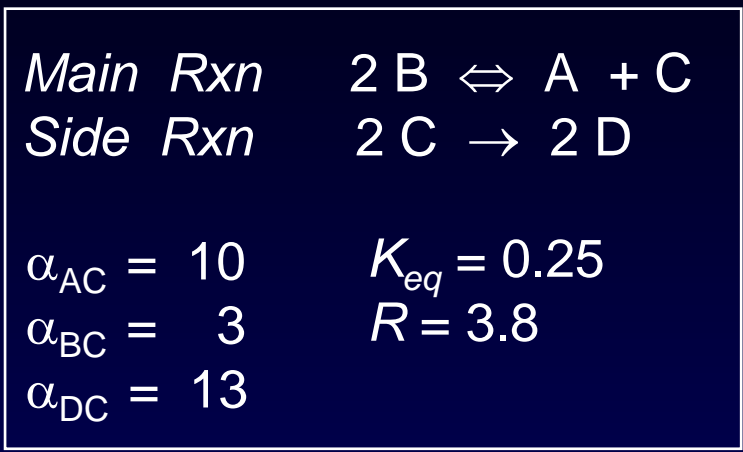 Main Rxn 2 B ⇔ A + C
Side Rxn 2 C → 2 D
α_AC = 10 K_eq = 0.25
α_BC = 3 R = 3.8
α_DC = 13